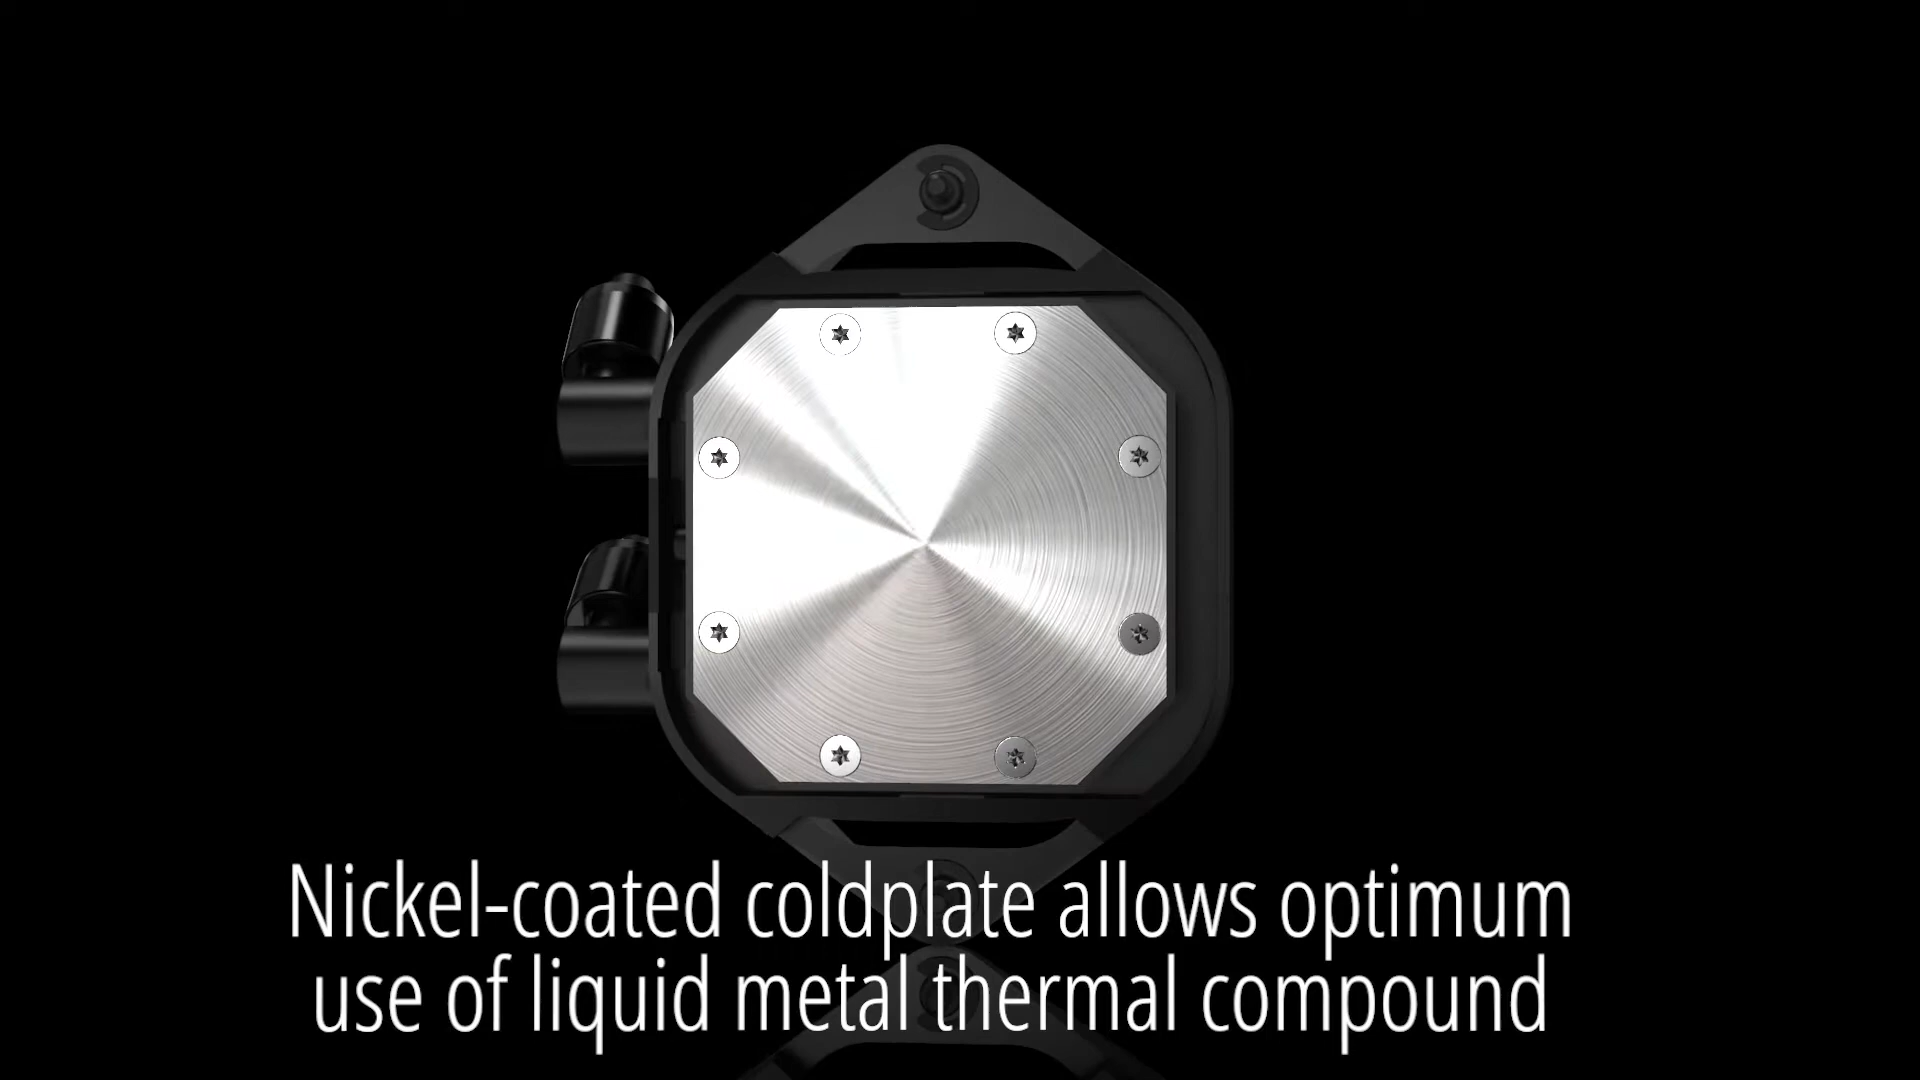 Nickel-coated coldplate allows optimum
use of liquid metal thermal compound